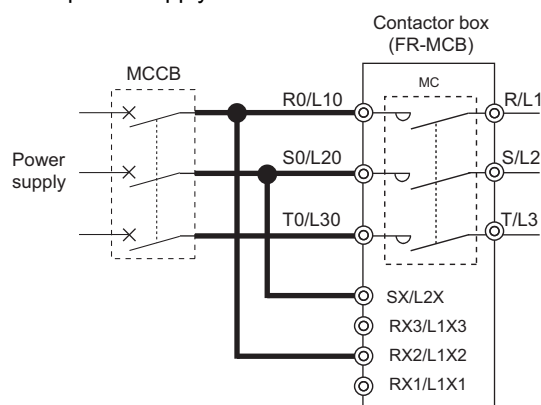 Contactor box
(FR-MCB)
MCCB
MC
R0/L10
R/L1
S0/L20
S/L2
Power
supply
T0/L30
T/L3
SX/L2X
RX3/L1X3
RX2/L1X2
RX1/L1X1